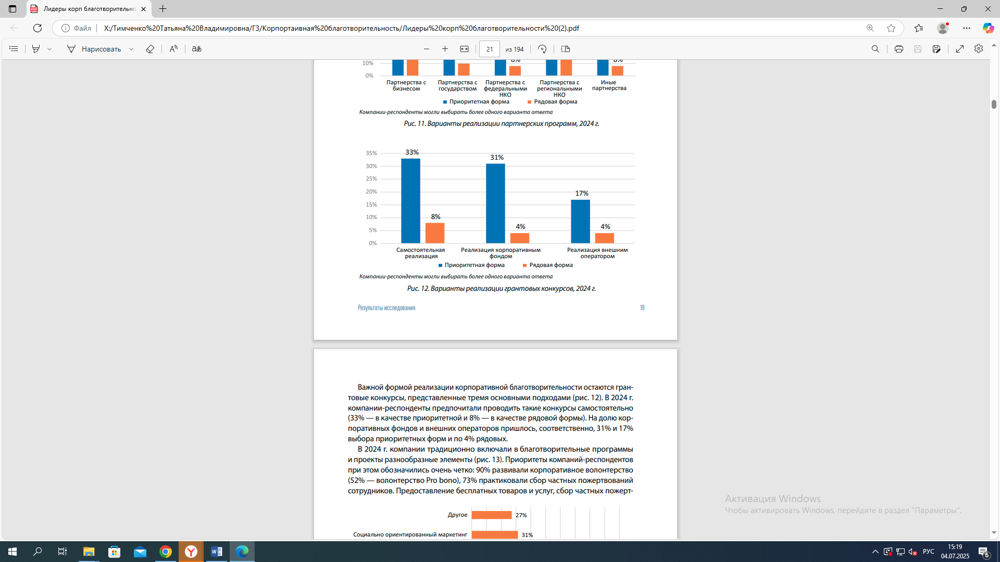 Лидеры корп благотворительно
Файл
X:/Тимченко%20Татьяна%20Владимировна/ГЗ/Корпортаивная%20благотворительность/Лидеры%20корп%20благотворительности%20(2).pdf
Нарисовать
aあ
21
из 194
10%
8%
8%
0%
Партнерства с бизнесом
Партнерства с государством
Партнерства с федеральными НКО
Партнерства с региональными НКО
Иные партнерства
Приоритетная форма
Рядовая форма
Компании-респонденты могли выбирать более одного варианта ответа
Рис. 11. Варианты реализации партнерских программ, 2024 г.
35%
30%
25%
20%
15%
10%
5%
0%
33%
8%
31%
4%
17%
4%
Самостоятельная реализация
Реализация корпоративным фондом
Реализация внешним оператором
Приоритетная форма
Рядовая форма
Компании-респонденты могли выбирать более одного варианта ответа
Рис. 12. Варианты реализации грантовых конкурсов, 2024 г.
Результаты исследования
19
Важной формой реализации корпоративной благотворительности остаются гран-
товые конкурсы, представленные тремя основными подходами (рис. 12). В 2024 г.
компании-респонденты предпочитали проводить такие конкурсы самостоятельно
(33% — в качестве приоритетной и 8% — в качестве рядовой формы). На долю кор-
поративных фондов и внешних операторов пришлось, соответственно, 31% и 17%
выбора приоритетных форм и по 4% рядовых.
В 2024 г. компании традиционно включали в благотворительные программы
и проекты разнообразные элементы (рис. 13). Приоритеты компаний-респондентов
при этом обозначились очень четко: 90% развивали корпоративное волонтерство
(52% — волонтерство Pro bono), 73% практиковали сбор частных пожертвований
сотрудников. Предоставление бесплатных товаров и услуг, сбор частных пожерт-
Другое
27%
Социально ориентированный маркетинг
31%
Активация Windows
Чтобы активировать Windows, перейдите в раздел "Параметры".
РУС
15:19
04.07.2025
6